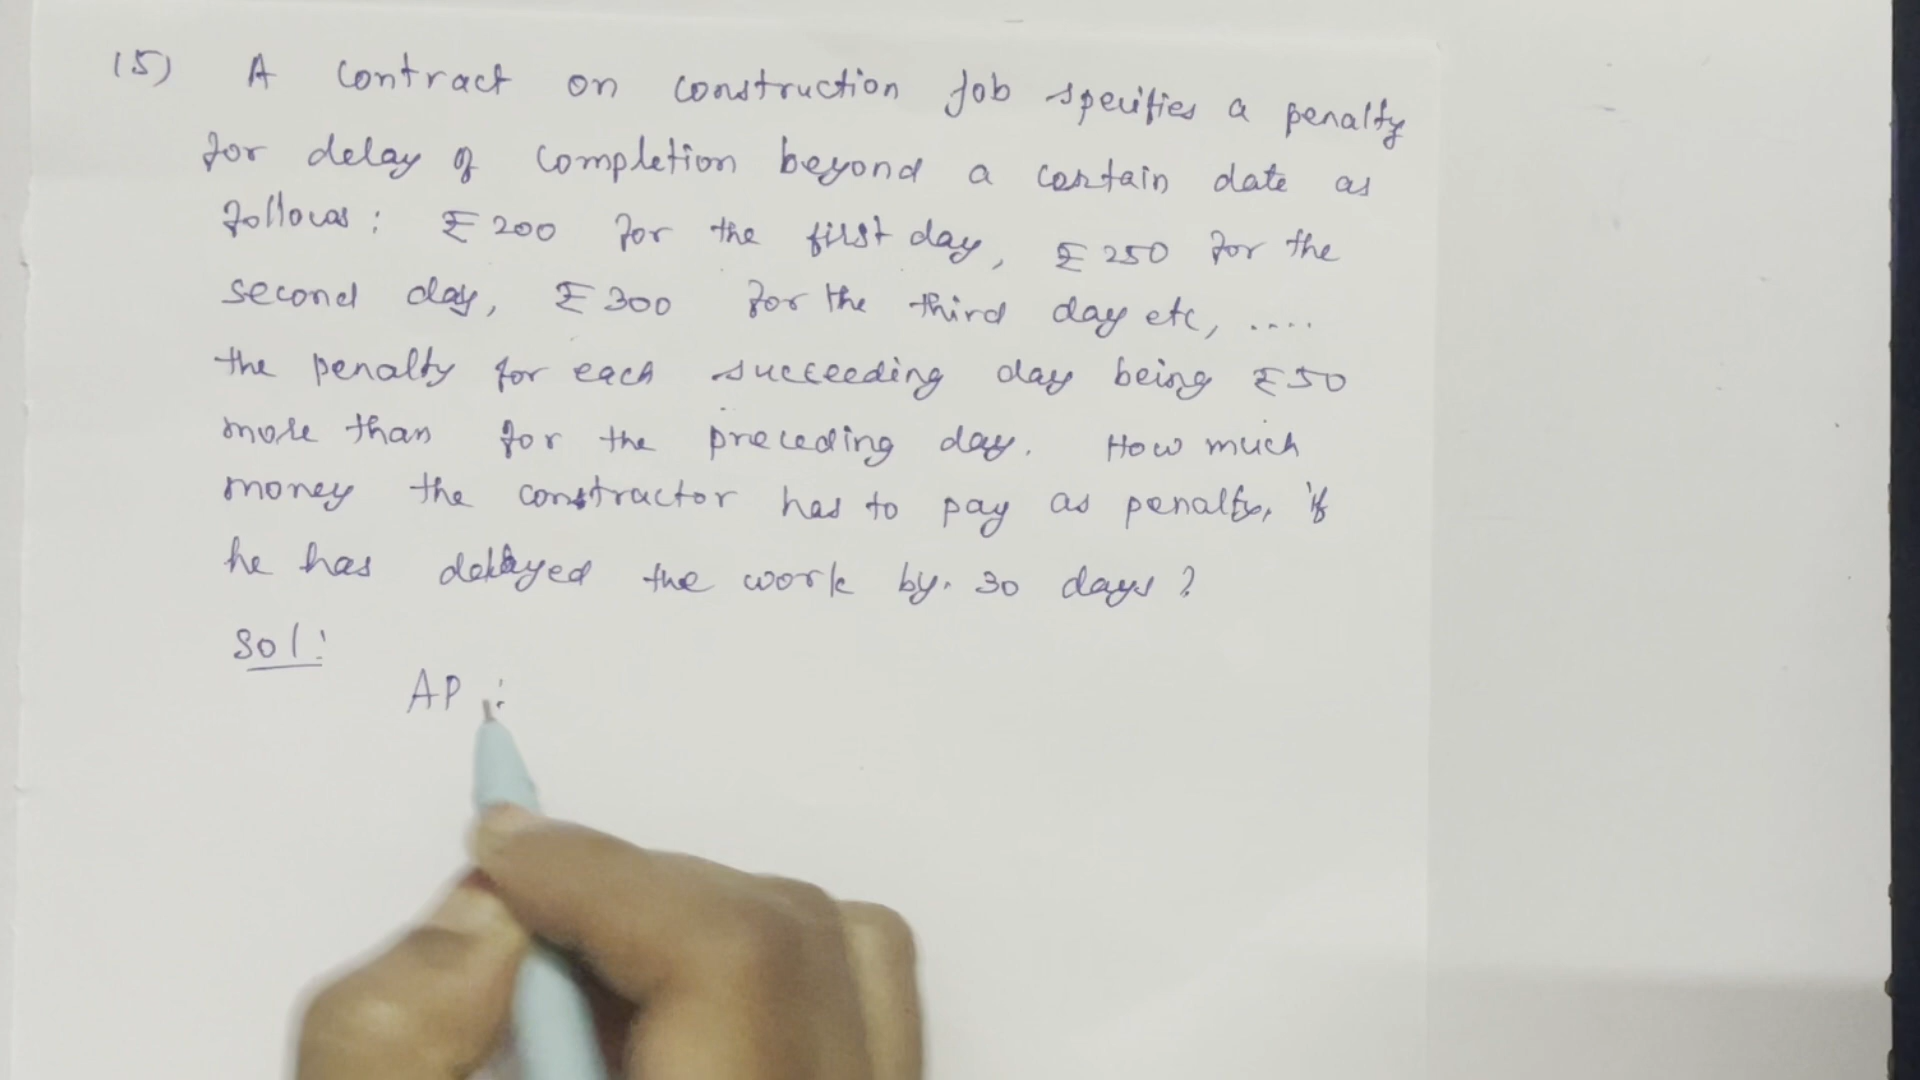 15) A contract on construction job specifies a penalty
for delay of completion beyond a certain date as
follows: ₹200 for the first day, ₹250 for the
second day, ₹300 for the third day etc, ....
the penalty for each succeeding day being ₹50
more than for the preceding day. How much
money the constractor has to pay as penalty, if
he has delayed the work by. 30 days?
Sol:
AP :